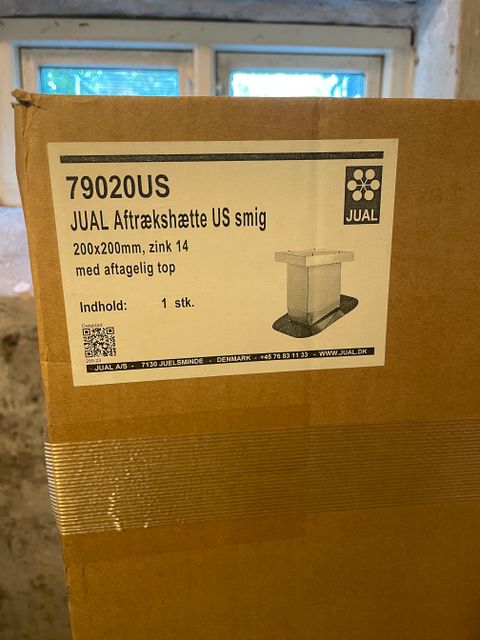 79020US
JUAL Aftrækshætte US smig
200x200mm, zink 14
med aftagelig top
JUAL
Indhold: 1 stk.
Datablad
JUAL A/S - 7130 JUELSMINDE - DENMARK - +45 76 83 11 33 - WWW.JUAL.DK